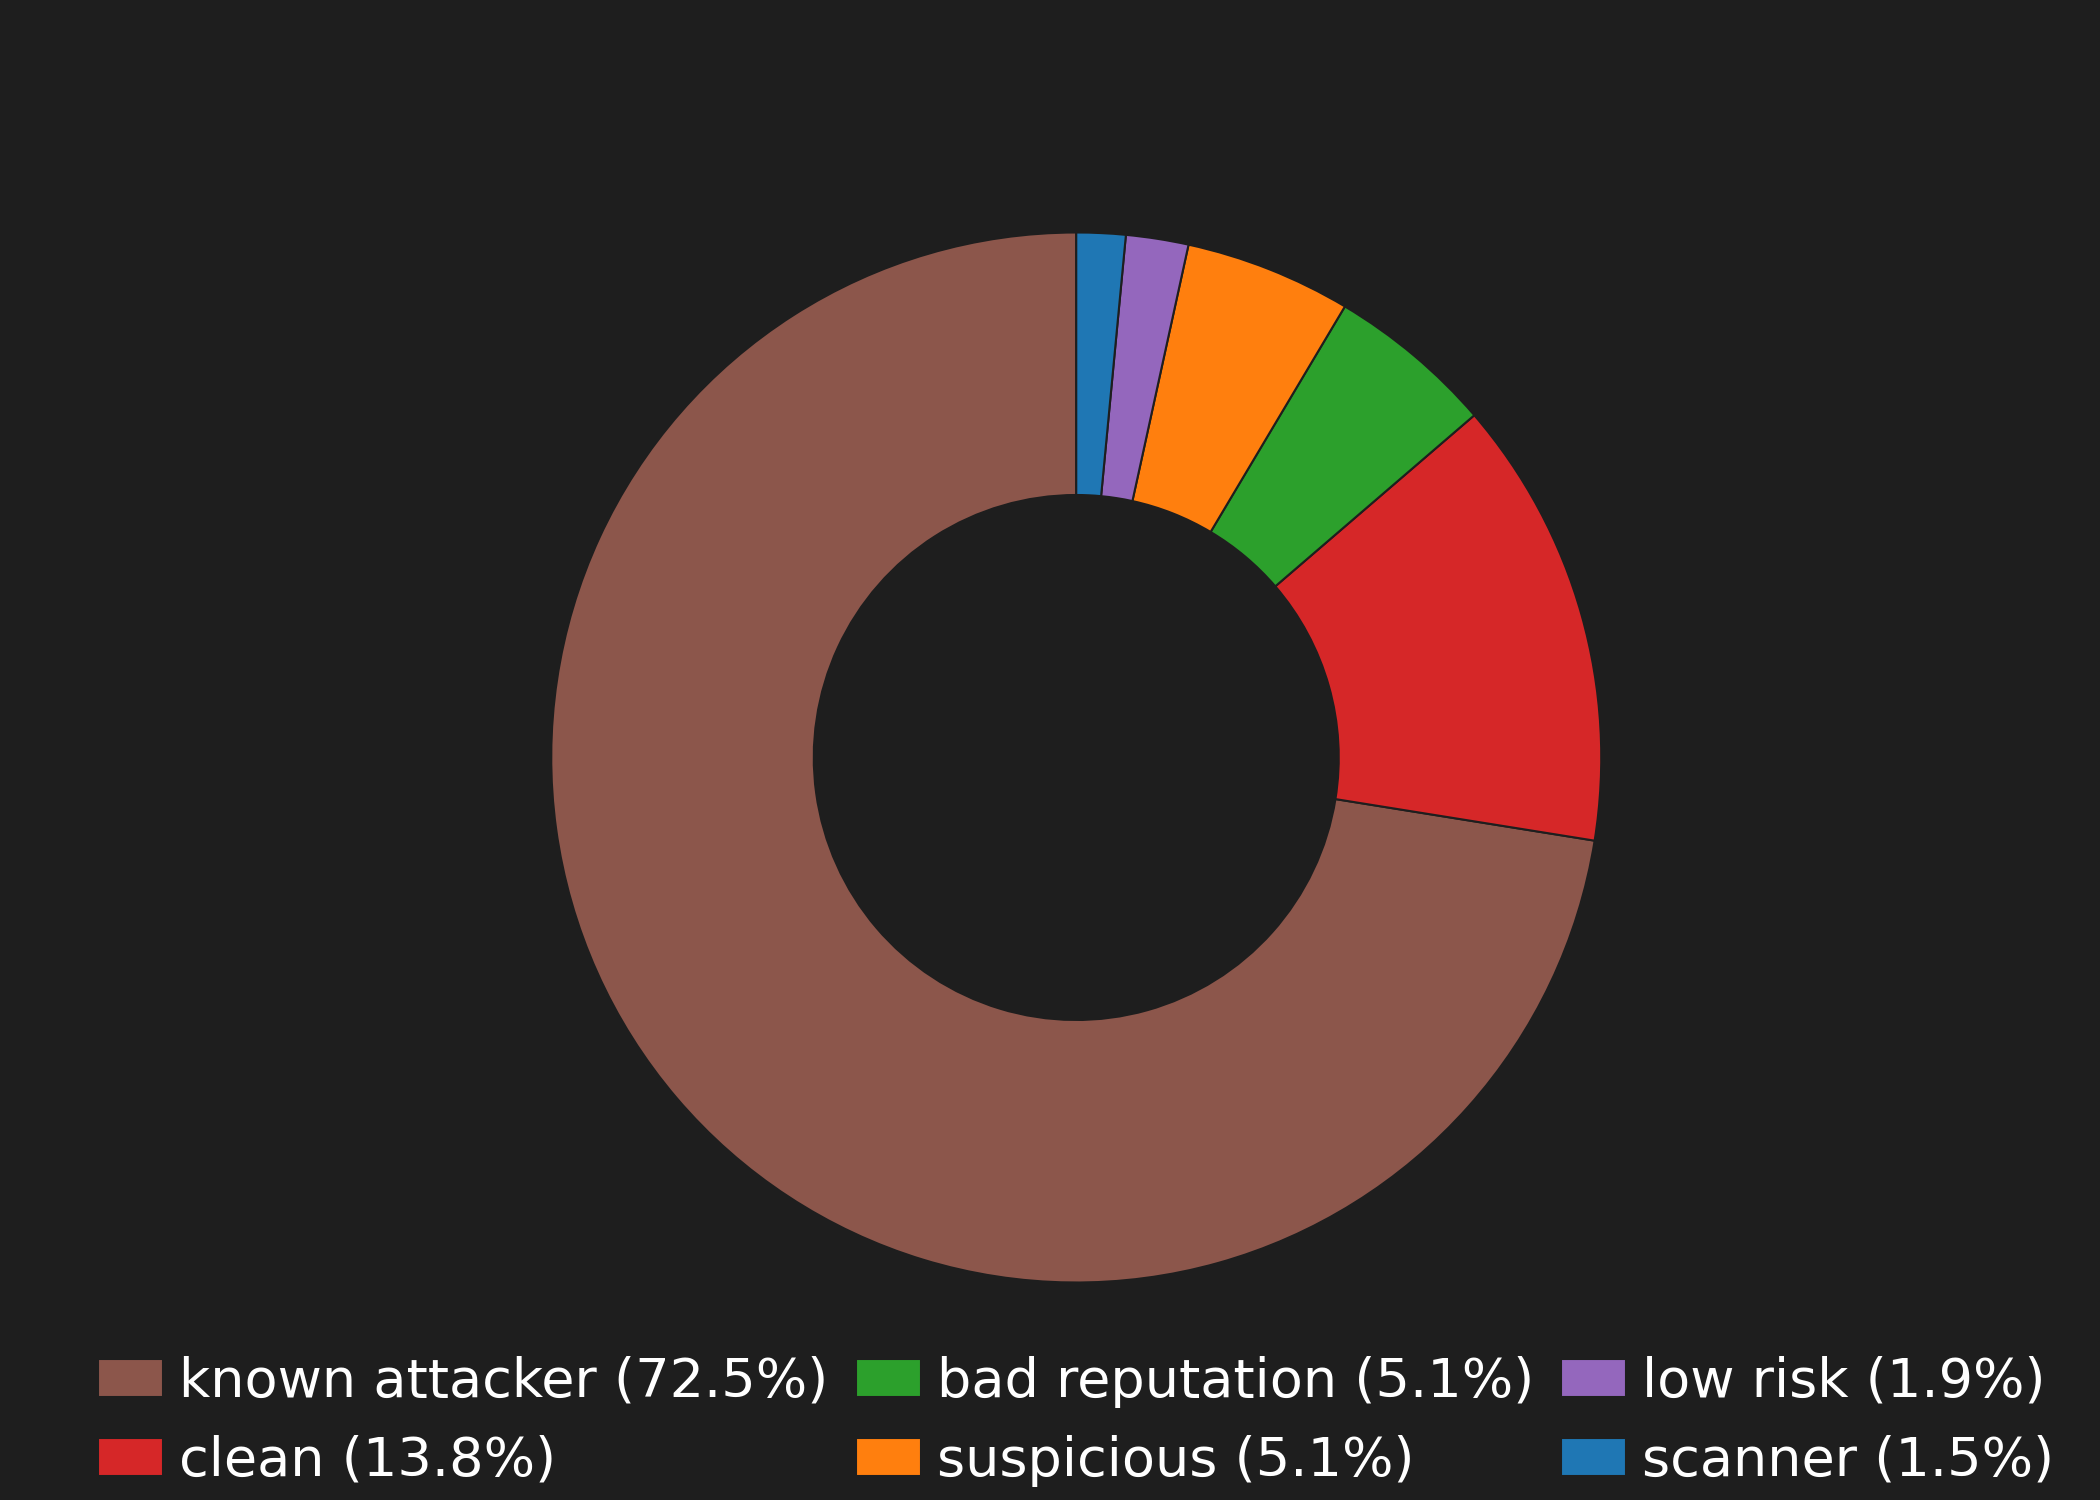 known attacker (72.5%) bad reputation (5.1%) low risk (1.9%)
clean (13.8%) suspicious (5.1%) scanner (1.5%)